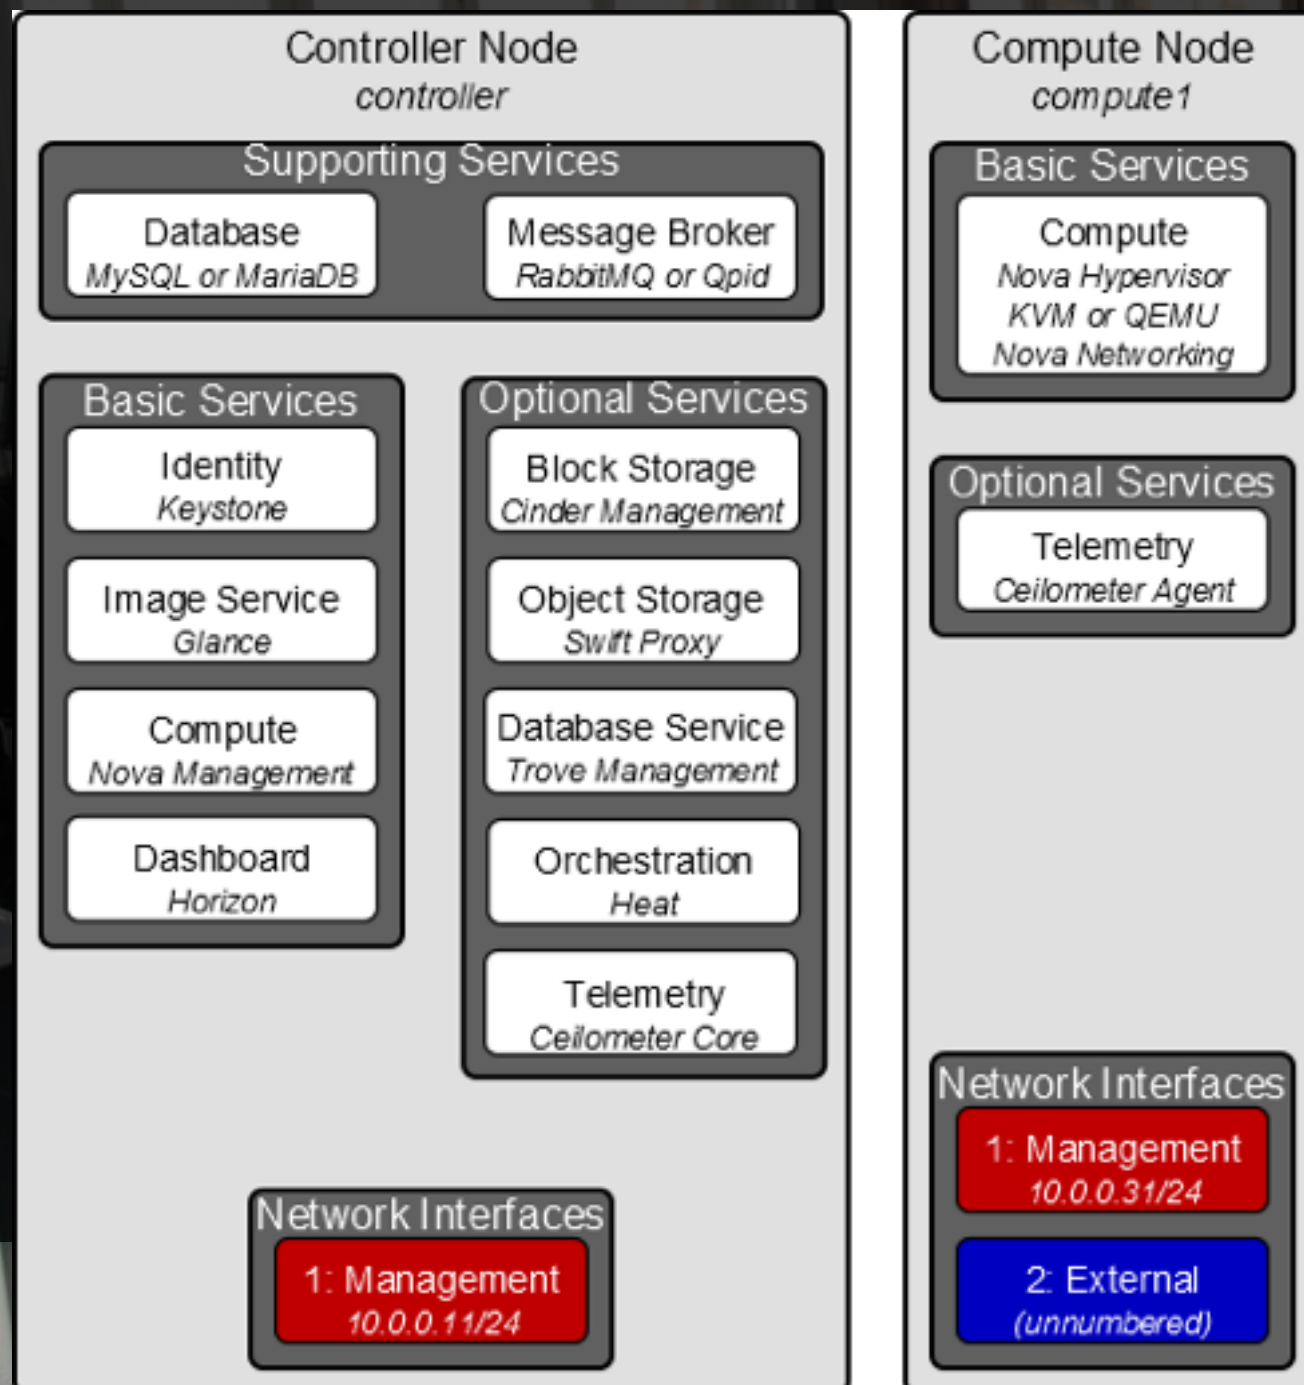 Controller Node
controller
Supporting Services
Database
MySQL or MariaDB
Message Broker
RabbitMQ or Qpid
Basic Services
Identity
Keystone
Image Service
Glance
Compute
Nova Management
Dashboard
Horizon
Optional Services
Block Storage
Cinder Management
Object Storage
Swift Proxy
Database Service
Trove Management
Orchestration
Heat
Telemetry
Ceilometer Core
Network Interfaces
1: Management
10.0.0.11/24
Compute Node
compute1
Basic Services
Compute
Nova Hypervisor
KVM or QEMU
Nova Networking
Optional Services
Telemetry
Ceilometer Agent
Network Interfaces
1: Management
10.0.0.31/24
2: External
(unnumbered)